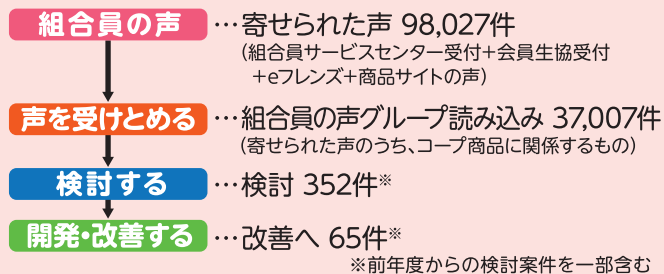 組合員の声 …寄せられた声 98,027件
(組合員サービスセンター受付+会員生協受付
+eフレンズ+商品サイトの声)
声を受けとめる …組合員の声グループ読み込み 37,007件
(寄せられた声のうち、コープ商品に関係するもの)
検討する …検討 352件※
開発・改善する …改善へ 65件※
※前年度からの検討案件を一部含む